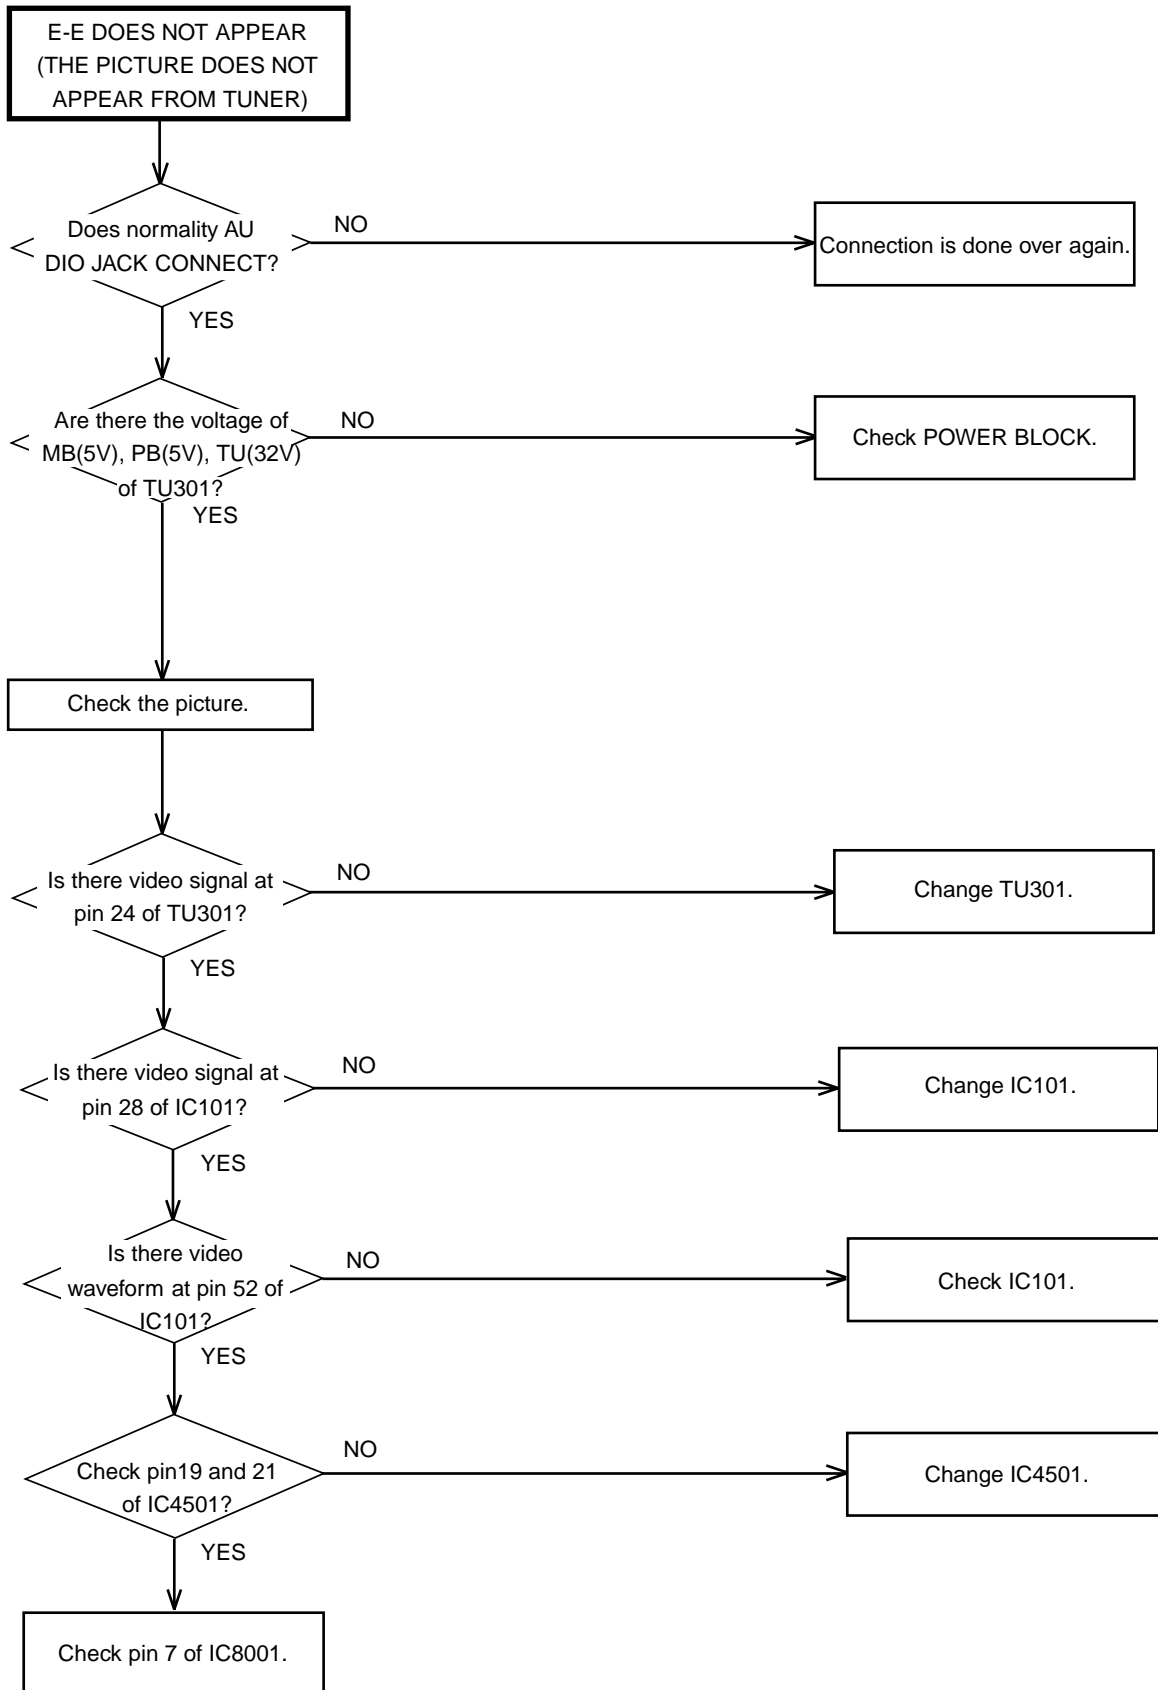 E-E DOES NOT APPEAR
(THE PICTURE DOES NOT
APPEAR FROM TUNER)
Does normality AU
DIO JACK CONNECT?
NO
Connection is done over again.
YES
Are there the voltage of
MB(5V), PB(5V), TU(32V)
of TU301?
NO
Check POWER BLOCK.
YES
Check the picture.
Is there video signal at
pin 24 of TU301?
NO
Change TU301.
YES
Is there video signal at
pin 28 of IC101?
NO
Change IC101.
YES
Is there video
waveform at pin 52 of
IC101?
NO
Check IC101.
YES
Check pin19 and 21
of IC4501?
NO
Change IC4501.
YES
Check pin 7 of IC8001.